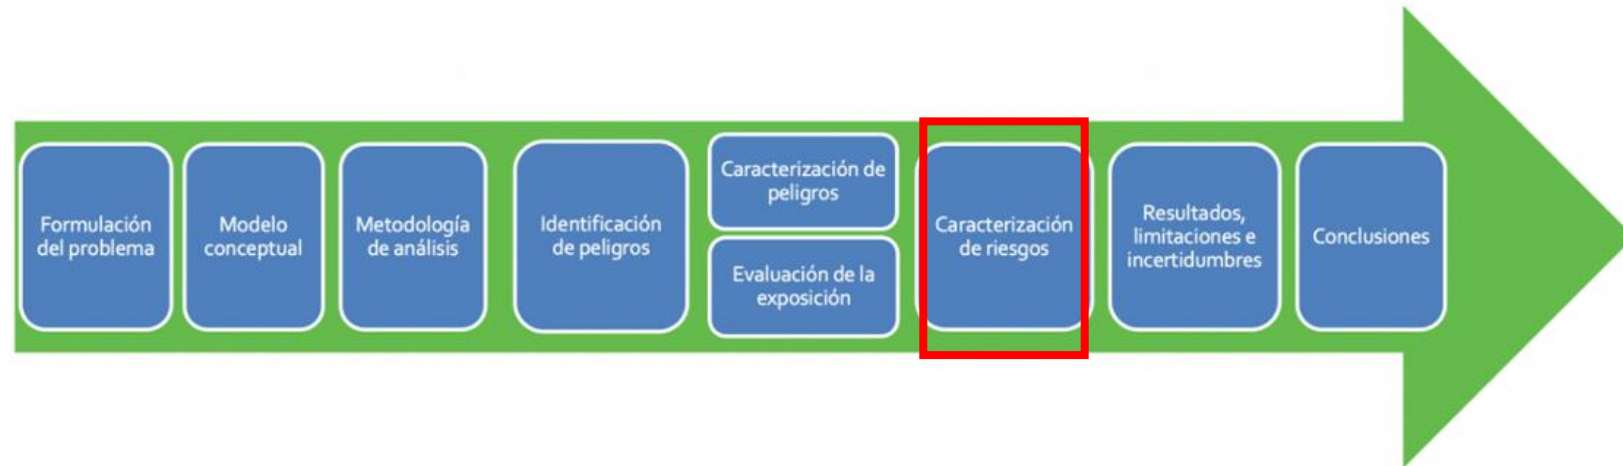 Formulación
del problema
Modelo
conceptual
Metodología
de análisis
Identificación
de peligros
Caracterización de
peligros
Evaluación de la
exposición
Caracterización
de riesgos
Resultados,
limitaciones e
incertidumbres
Conclusiones